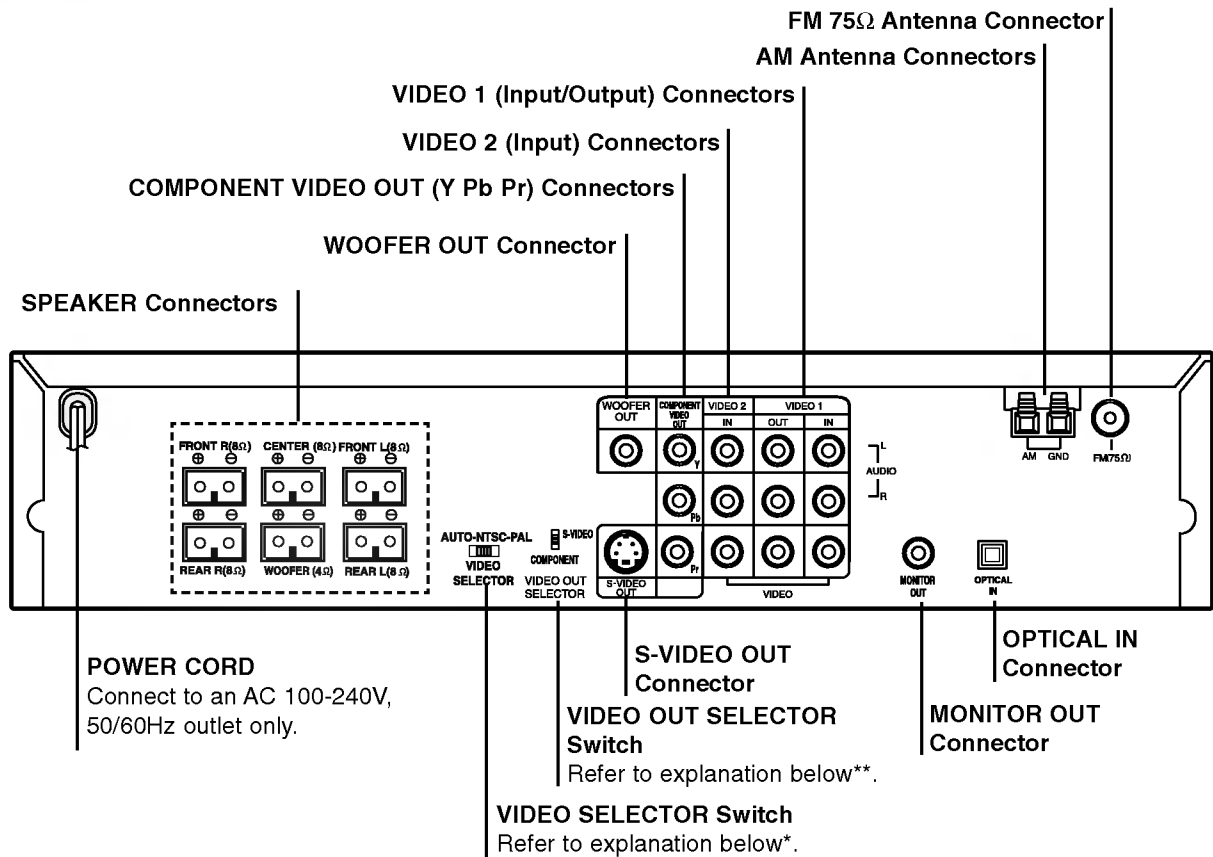 FM 75Ω Antenna Connector
AM Antenna Connectors
VIDEO 1 (Input/Output) Connectors
VIDEO 2 (Input) Connectors
COMPONENT VIDEO OUT (Y Pb Pr) Connectors
WOOFER OUT Connector
SPEAKER Connectors
WOOFER OUT
COMPONENT VIDEO OUT
VIDEO 2
VIDEO 1
IN
OUT
IN
FRONT R(8Ω)
CENTER (8Ω)
FRONT L(8Ω)
⊕ ⊖ ⊕ ⊖ ⊕ ⊖
⊕ ⊖ ⊕ ⊖ ⊕ ⊖
REAR R(8Ω)
WOOFER (4Ω)
REAR L(8Ω)
AUTO-NTSC-PAL
VIDEO
SELECTOR
S-VIDEO
COMPONENT
VIDEO OUT
SELECTOR
Y
Pb
Pr
S-VIDEO
OUT
VIDEO
L
AUDIO
R
AM GND
FM(75Ω)
MONITOR
OUT
OPTICAL
IN
POWER CORD
Connect to an AC 100-240V,
50/60Hz outlet only.
S-VIDEO OUT
Connector
VIDEO OUT SELECTOR
Switch
Refer to explanation below**.
VIDEO SELECTOR Switch
Refer to explanation below*.
MONITOR OUT
Connector
OPTICAL IN
Connector